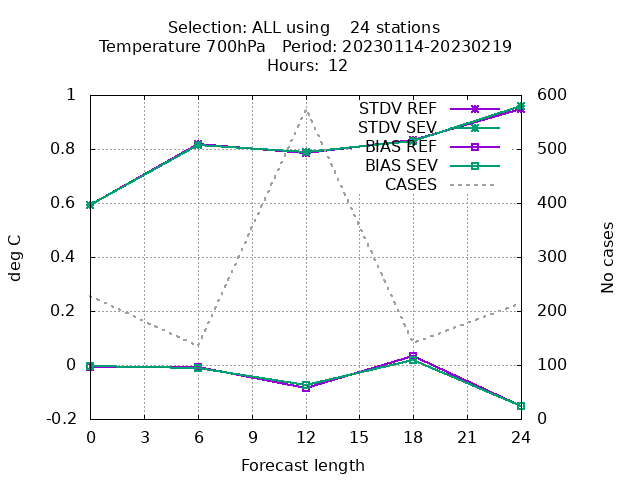 Selection: ALL using    24 stations
Temperature 700hPa   Period: 20230114-20230219
Hours: 12
1
0.8
0.6
0.4
0.2
0
-0.2
deg C
STDV REF
STDV SEV
BIAS REF
BIAS SEV
CASES
600
500
400
300
200
100
0
No cases
0 3 6 9 12 15 18 21 24
Forecast length